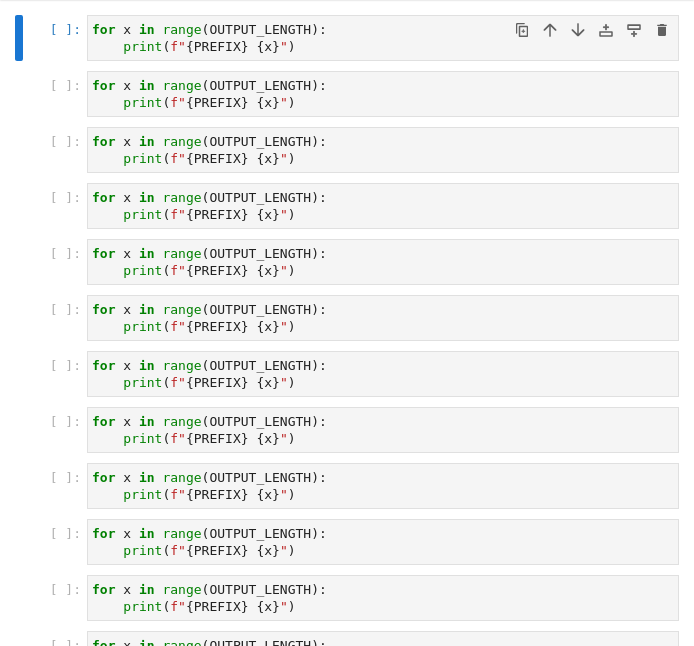 [ ]: for x in range(OUTPUT_LENGTH):
    print(f"{PREFIX} {x}")
[ ]: for x in range(OUTPUT_LENGTH):
    print(f"{PREFIX} {x}")
[ ]: for x in range(OUTPUT_LENGTH):
    print(f"{PREFIX} {x}")
[ ]: for x in range(OUTPUT_LENGTH):
    print(f"{PREFIX} {x}")
[ ]: for x in range(OUTPUT_LENGTH):
    print(f"{PREFIX} {x}")
[ ]: for x in range(OUTPUT_LENGTH):
    print(f"{PREFIX} {x}")
[ ]: for x in range(OUTPUT_LENGTH):
    print(f"{PREFIX} {x}")
[ ]: for x in range(OUTPUT_LENGTH):
    print(f"{PREFIX} {x}")
[ ]: for x in range(OUTPUT_LENGTH):
    print(f"{PREFIX} {x}")
[ ]: for x in range(OUTPUT_LENGTH):
    print(f"{PREFIX} {x}")
[ ]: for x in range(OUTPUT_LENGTH):
    print(f"{PREFIX} {x}")
[ ]: for x in range(OUTPUT_LENGTH):